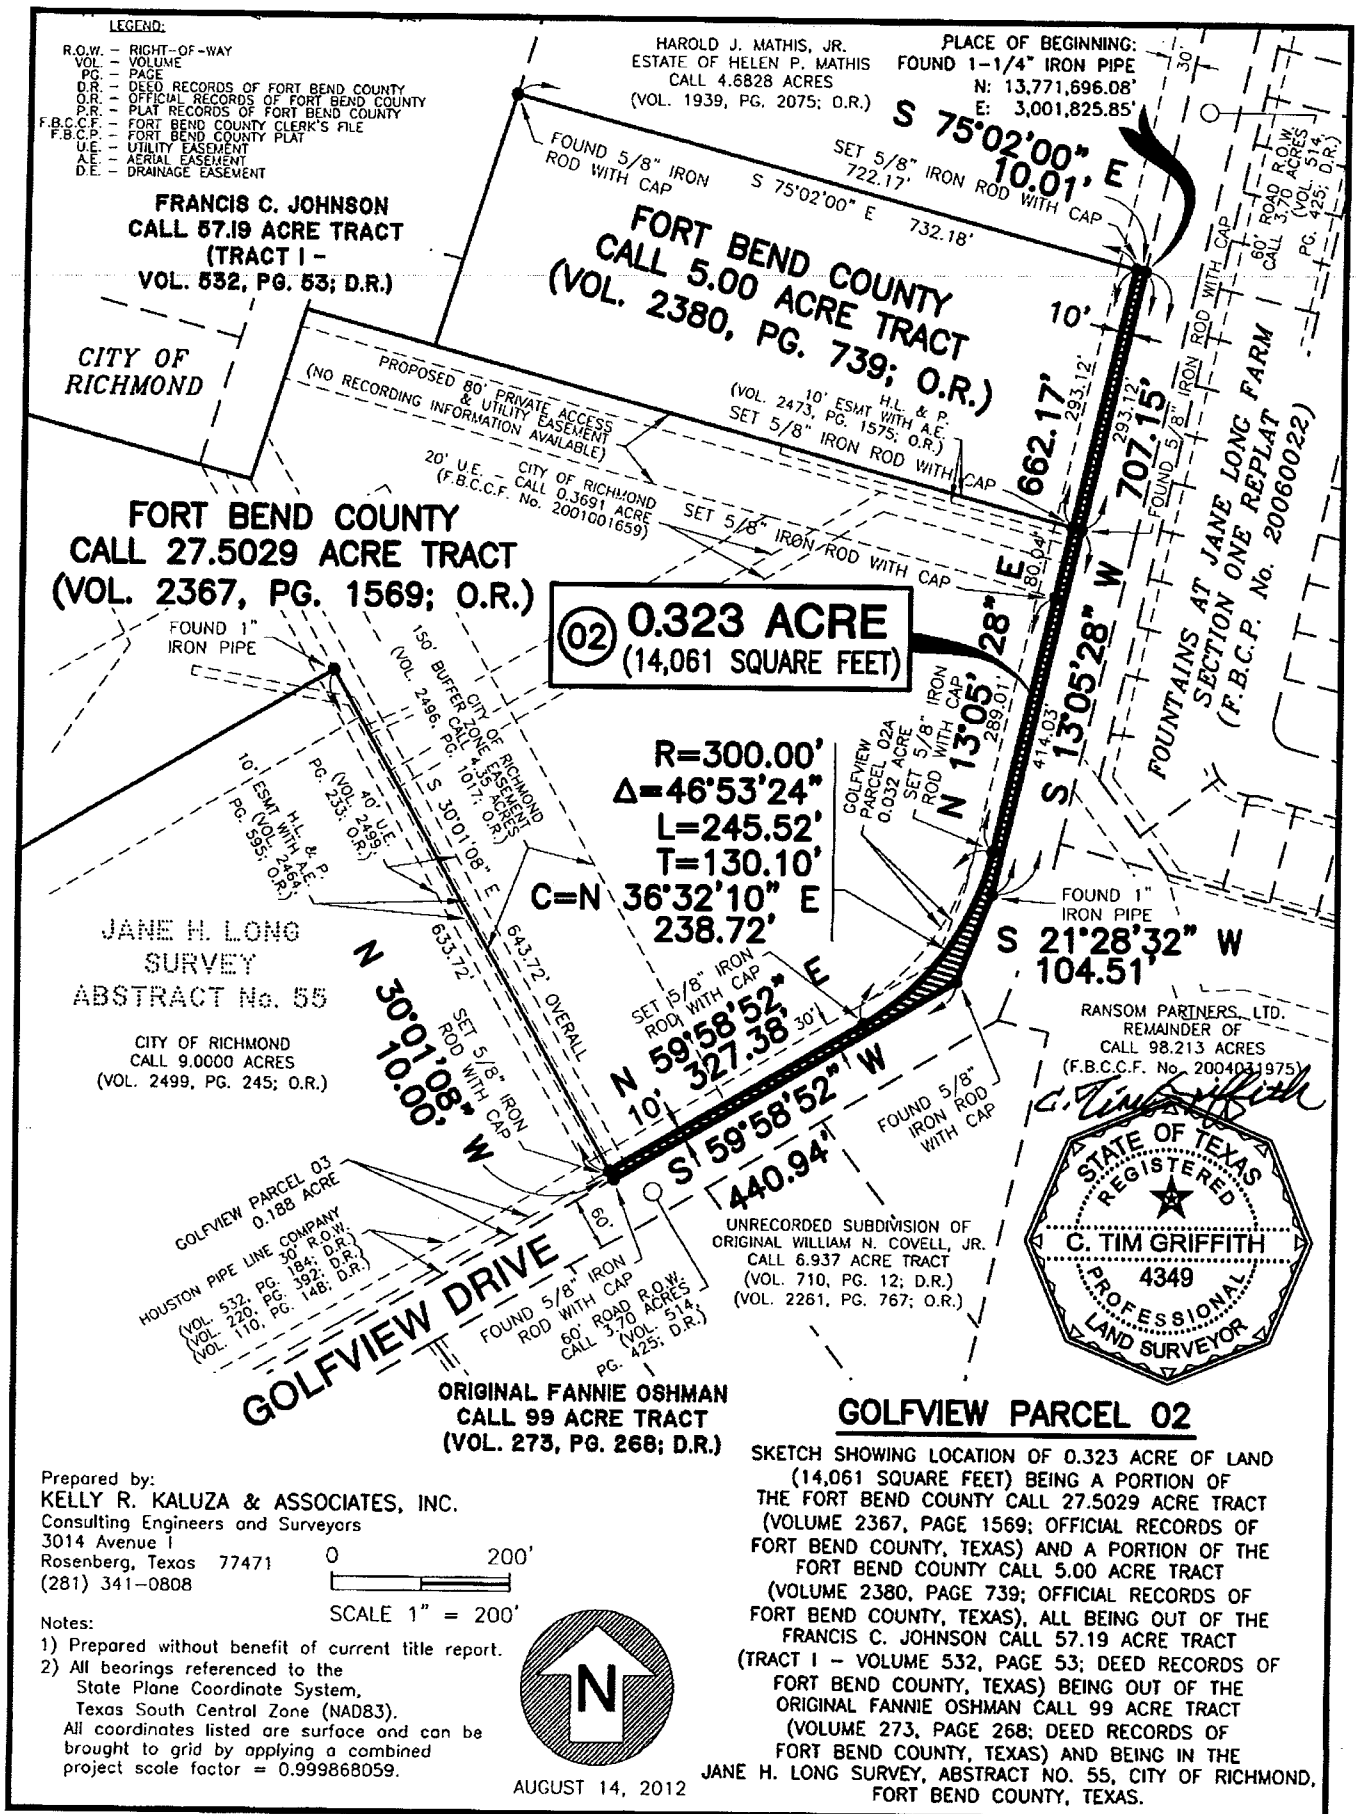 LEGEND:
R.O.W. – RIGHT-OF-WAY
VOL. – VOLUME
PG. – PAGE
D.R. – DEED RECORDS OF FORT BEND COUNTY
O.R. – OFFICIAL RECORDS OF FORT BEND COUNTY
P.R. – PLAT RECORDS OF FORT BEND COUNTY
F.B.C.C.F. – FORT BEND COUNTY CLERK'S FILE
F.B.C.P. – FORT BEND COUNTY PLAT
U.E. – UTILITY EASEMENT
A.E. – AERIAL EASEMENT
D.E. – DRAINAGE EASEMENT
HAROLD J. MATHIS, JR.
ESTATE OF HELEN P. MATHIS
CALL 4.6828 ACRES
(VOL. 1939, PG. 2075; O.R.)
PLACE OF BEGINNING:
FOUND 1-1/4" IRON PIPE
N: 13,771,696.08'
E: 3,001,825.85'
30'
S 75°02'00" E
10.01'
SET 5/8" IRON ROD WITH CAP
722.17'
FOUND 5/8" IRON
ROD WITH CAP
S 75°02'00" E 732.18'
60' ROAD R.O.W.
CALL 3.70 ACRES
(VOL. 514,
PG. 425; D.R.)
FRANCIS C. JOHNSON
CALL 57.19 ACRE TRACT
(TRACT I –
VOL. 532, PG. 53; D.R.)
FORT BEND COUNTY
CALL 5.00 ACRE TRACT
(VOL. 2380, PG. 739; O.R.)
10'
CITY OF
RICHMOND
PROPOSED 80' PRIVATE ACCESS
& UTILITY EASEMENT
(NO RECORDING INFORMATION AVAILABLE)
H.L. & P.
10' ESMT WITH A.E.
(VOL. 2473, PG. 1575; O.R.)
SET 5/8" IRON ROD WITH CAP
662.17'
293.12'
293.12'
707.15'
FOUND 5/8" IRON ROD WITH CAP
FOUNTAINS AT JANE LONG FARM
SECTION ONE REPLAT
(F.B.C.P. No. 20060022)
CITY OF RICHMOND
20' U.E. – CALL 0.3691 ACRE
(F.B.C.C.F. No. 2001001659)
SET 5/8" IRON ROD WITH CAP
FORT BEND COUNTY
CALL 27.5029 ACRE TRACT
(VOL. 2367, PG. 1569; O.R.)
80.04'
02
0.323 ACRE
(14,061 SQUARE FEET)
FOUND 1"
IRON PIPE
CITY OF RICHMOND
150' BUFFER ZONE EASEMENT
CALL 4.35 ACRES
(VOL. 2496, PG. 1017; O.R.)
N 13°05'28" E
289.01'
414.03'
S 13°05'28" W
GOLFVIEW
PARCEL 02A
0.032 ACRE
SET 5/8" IRON
ROD WITH CAP
R=300.00'
Δ=46°53'24"
L=245.52'
T=130.10'
C=N 36°32'10" E
238.72'
H.L. & P.
10' ESMT WITH A.E.
(VOL. 2464,
PG. 595; O.R.)
40' U.E.
(VOL. 2499,
PG. 233; O.R.)
S 30°01'08" E
643.72' OVERALL
633.72'
FOUND 1"
IRON PIPE
S 21°28'32" W
104.51'
JANE H. LONG
SURVEY
ABSTRACT No. 55
CITY OF RICHMOND
CALL 9.0000 ACRES
(VOL. 2499, PG. 245; O.R.)
N 30°01'08" W
10.00'
SET 5/8" IRON
ROD WITH CAP
SET 5/8" IRON
ROD WITH CAP
N 59°58'52" E
327.38'
30'
10'
S 59°58'52" W
440.94'
FOUND 5/8"
IRON ROD
WITH CAP
RANSOM PARTNERS, LTD.
REMAINDER OF
CALL 98.213 ACRES
(F.B.C.C.F. No. 2004031975)
C. Tim Griffith
STATE OF TEXAS
REGISTERED
C. TIM GRIFFITH
4349
PROFESSIONAL
LAND SURVEYOR
GOLFVIEW PARCEL 03
0.188 ACRE
HOUSTON PIPE LINE COMPANY
30' R.O.W.
(VOL. 532, PG. 184; D.R.)
(VOL. 220, PG. 392; D.R.)
(VOL. 110, PG. 148; D.R.)
GOLFVIEW DRIVE
60'
FOUND 5/8" IRON
ROD WITH CAP
60' ROAD R.O.W.
CALL 3.70 ACRES
(VOL. 514,
PG. 425; D.R.)
UNRECORDED SUBDIVISION OF
ORIGINAL WILLIAM N. COVELL, JR.
CALL 6.937 ACRE TRACT
(VOL. 710, PG. 12; D.R.)
(VOL. 2261, PG. 767; O.R.)
ORIGINAL FANNIE OSHMAN
CALL 99 ACRE TRACT
(VOL. 273, PG. 268; D.R.)
GOLFVIEW PARCEL 02
SKETCH SHOWING LOCATION OF 0.323 ACRE OF LAND
(14,061 SQUARE FEET) BEING A PORTION OF
THE FORT BEND COUNTY CALL 27.5029 ACRE TRACT
(VOLUME 2367, PAGE 1569; OFFICIAL RECORDS OF
FORT BEND COUNTY, TEXAS) AND A PORTION OF THE
FORT BEND COUNTY CALL 5.00 ACRE TRACT
(VOLUME 2380, PAGE 739; OFFICIAL RECORDS OF
FORT BEND COUNTY, TEXAS), ALL BEING OUT OF THE
FRANCIS C. JOHNSON CALL 57.19 ACRE TRACT
(TRACT I – VOLUME 532, PAGE 53; DEED RECORDS OF
FORT BEND COUNTY, TEXAS) BEING OUT OF THE
ORIGINAL FANNIE OSHMAN CALL 99 ACRE TRACT
(VOLUME 273, PAGE 268; DEED RECORDS OF
FORT BEND COUNTY, TEXAS) AND BEING IN THE
JANE H. LONG SURVEY, ABSTRACT NO. 55, CITY OF RICHMOND,
FORT BEND COUNTY, TEXAS.
Prepared by:
KELLY R. KALUZA & ASSOCIATES, INC.
Consulting Engineers and Surveyors
3014 Avenue I
Rosenberg, Texas 77471
(281) 341-0808
0 200'
SCALE 1" = 200'
Notes:
1) Prepared without benefit of current title report.
2) All bearings referenced to the
State Plane Coordinate System,
Texas South Central Zone (NAD83).
All coordinates listed are surface and can be
brought to grid by applying a combined
project scale factor = 0.999868059.
N
AUGUST 14, 2012